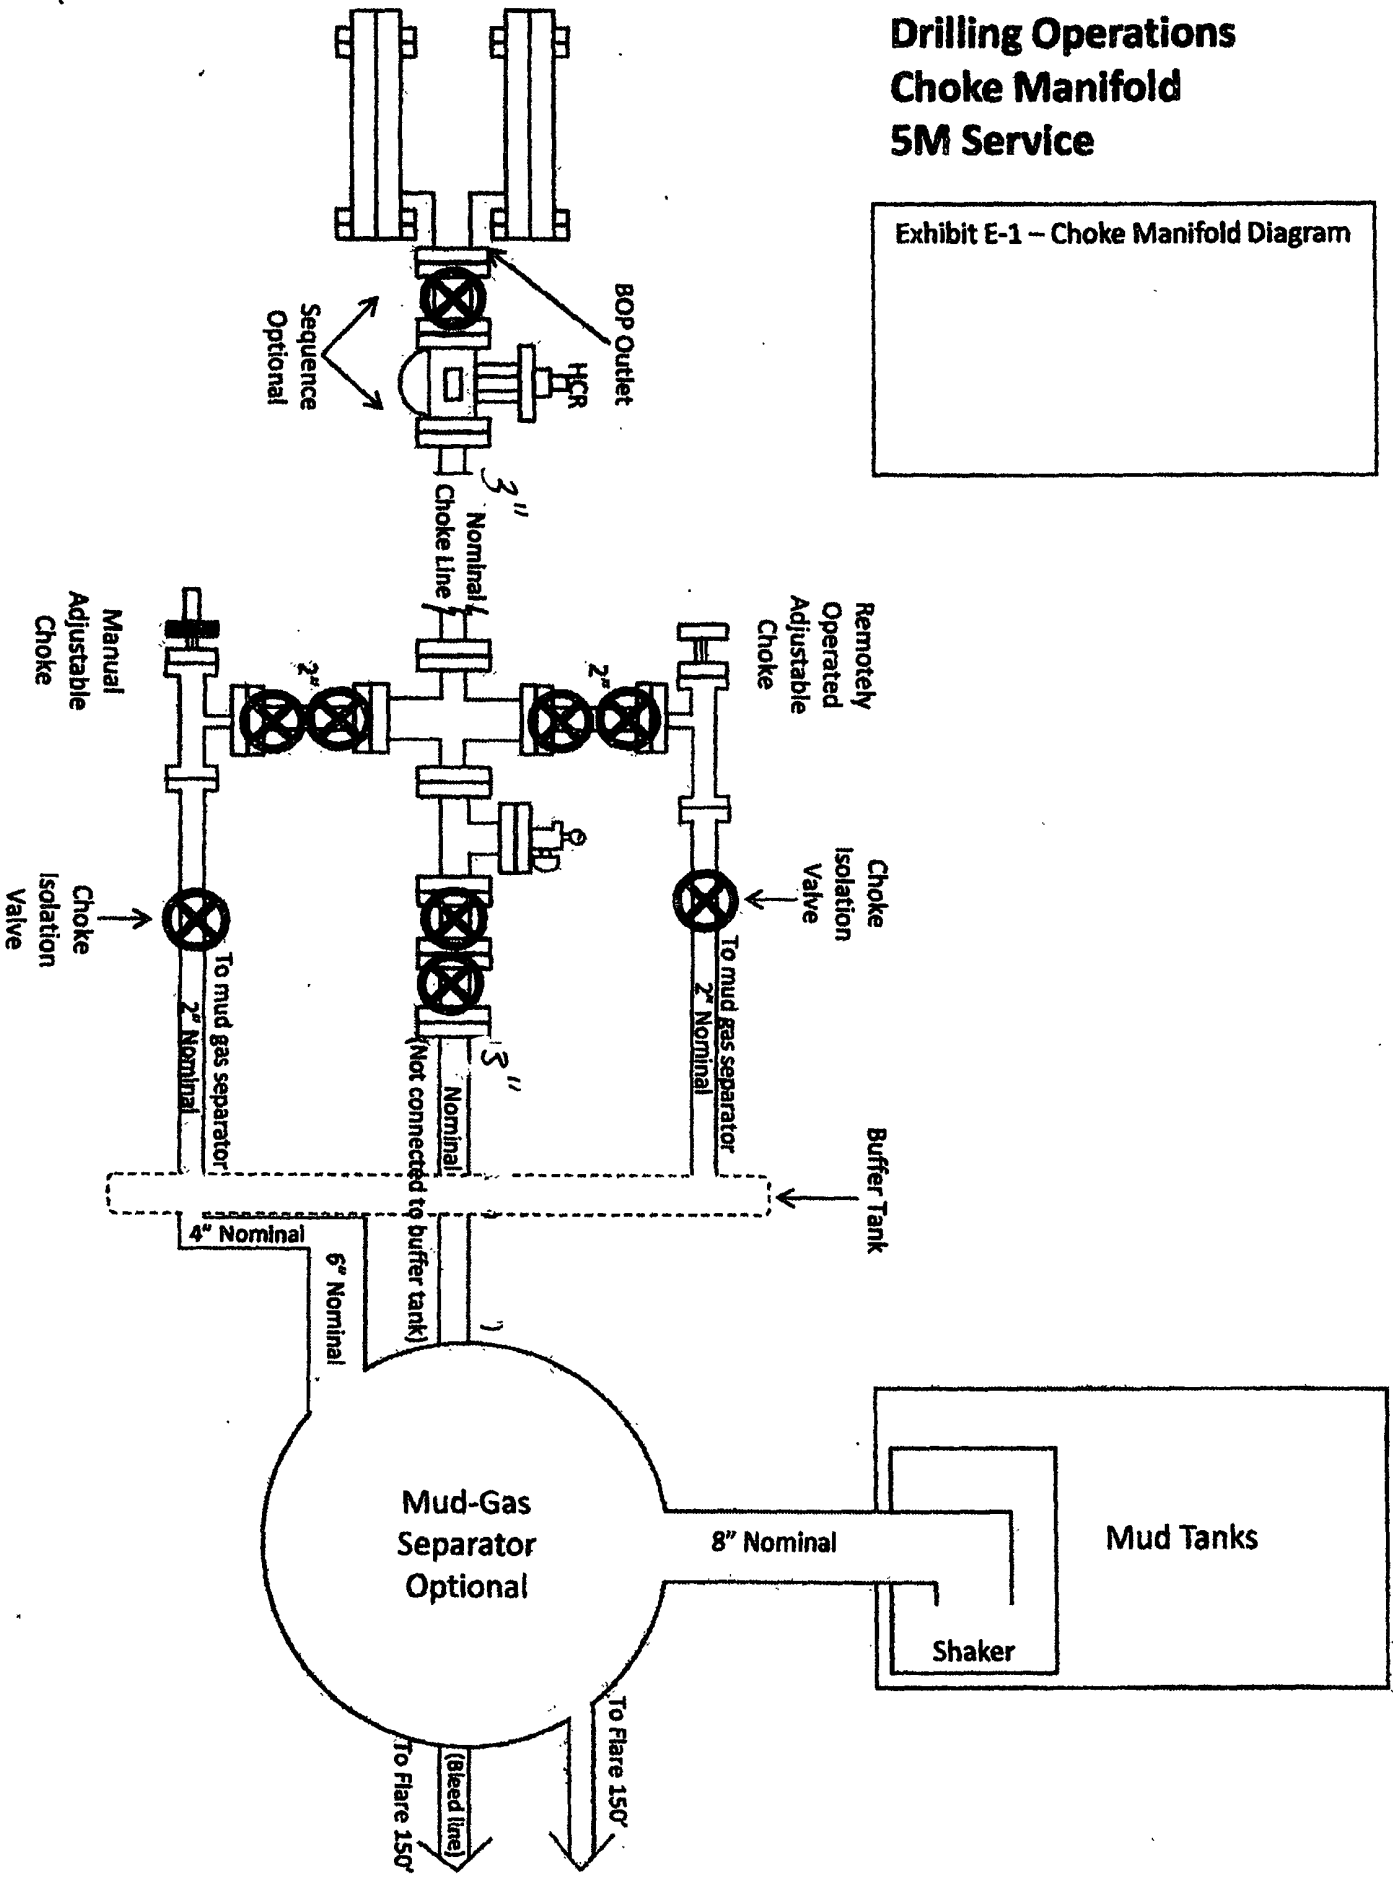 Drilling Operations
Choke Manifold
5M Service
Exhibit E-1 – Choke Manifold Diagram
BOP Outlet
HCR
Sequence
Optional
3"
Nominal
Choke Line
Remotely
Operated
Adjustable
Choke
Manual
Adjustable
Choke
2"
2"
Choke
Isolation
Valve
Choke
Isolation
Valve
To mud gas separator
2" Nominal
3"
Nominal
(Not connected to buffer tank)
To mud gas separator
2" Nominal
Buffer Tank
4" Nominal
6" Nominal
Mud-Gas
Separator
Optional
8" Nominal
Mud Tanks
Shaker
To Flare 150'
(Bleed line)
To Flare 150'